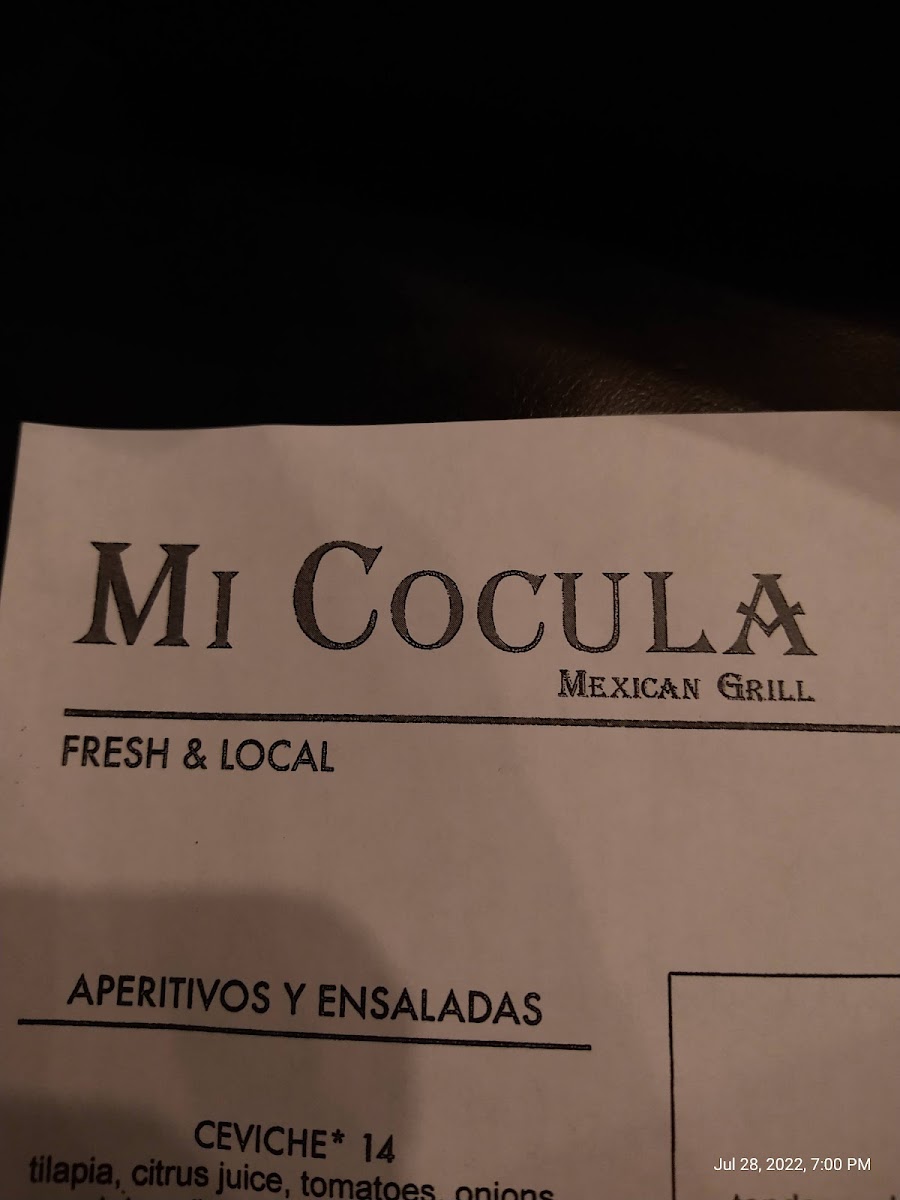 MI COCULA
MEXICAN GRILL
FRESH & LOCAL
APERITIVOS Y ENSALADAS
CEVICHE* 14
tilapia, citrus juice, tomatoes, onions
Jul 28, 2022, 7:00 PM